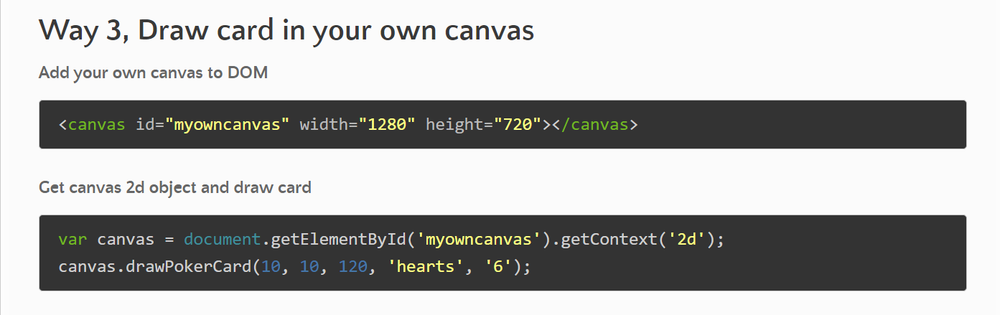 Way 3, Draw card in your own canvas
Add your own canvas to DOM
<canvas id="myowncanvas" width="1280" height="720"></canvas>
Get canvas 2d object and draw card
var canvas = document.getElementById('myowncanvas').getContext('2d');
canvas.drawPokerCard(10, 10, 120, 'hearts', '6');